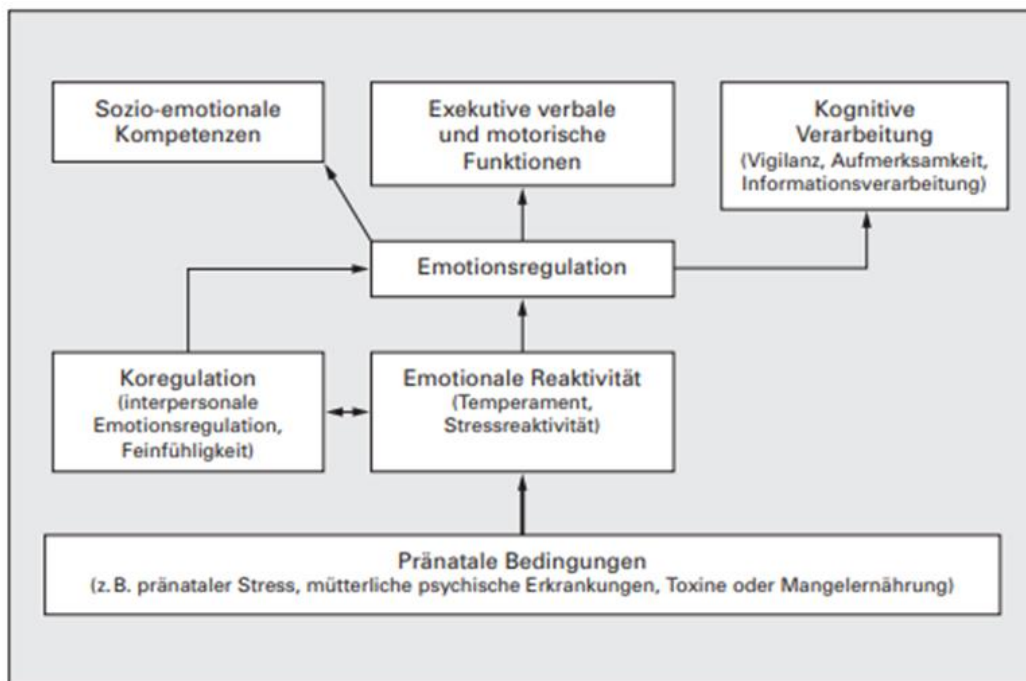 Sozio-emotionale
Kompetenzen
Exekutive verbale
und motorische
Funktionen
Kognitive
Verarbeitung
(Vigilanz, Aufmerksamkeit,
Informationsverarbeitung)
Emotionsregulation
Koregulation
(interpersonale
Emotionsregulation,
Feinfühligkeit)
Emotionale Reaktivität
(Temperament,
Stressreaktivität)
Pränatale Bedingungen
(z. B. pränataler Stress, mütterliche psychische Erkrankungen, Toxine oder Mangelernährung)